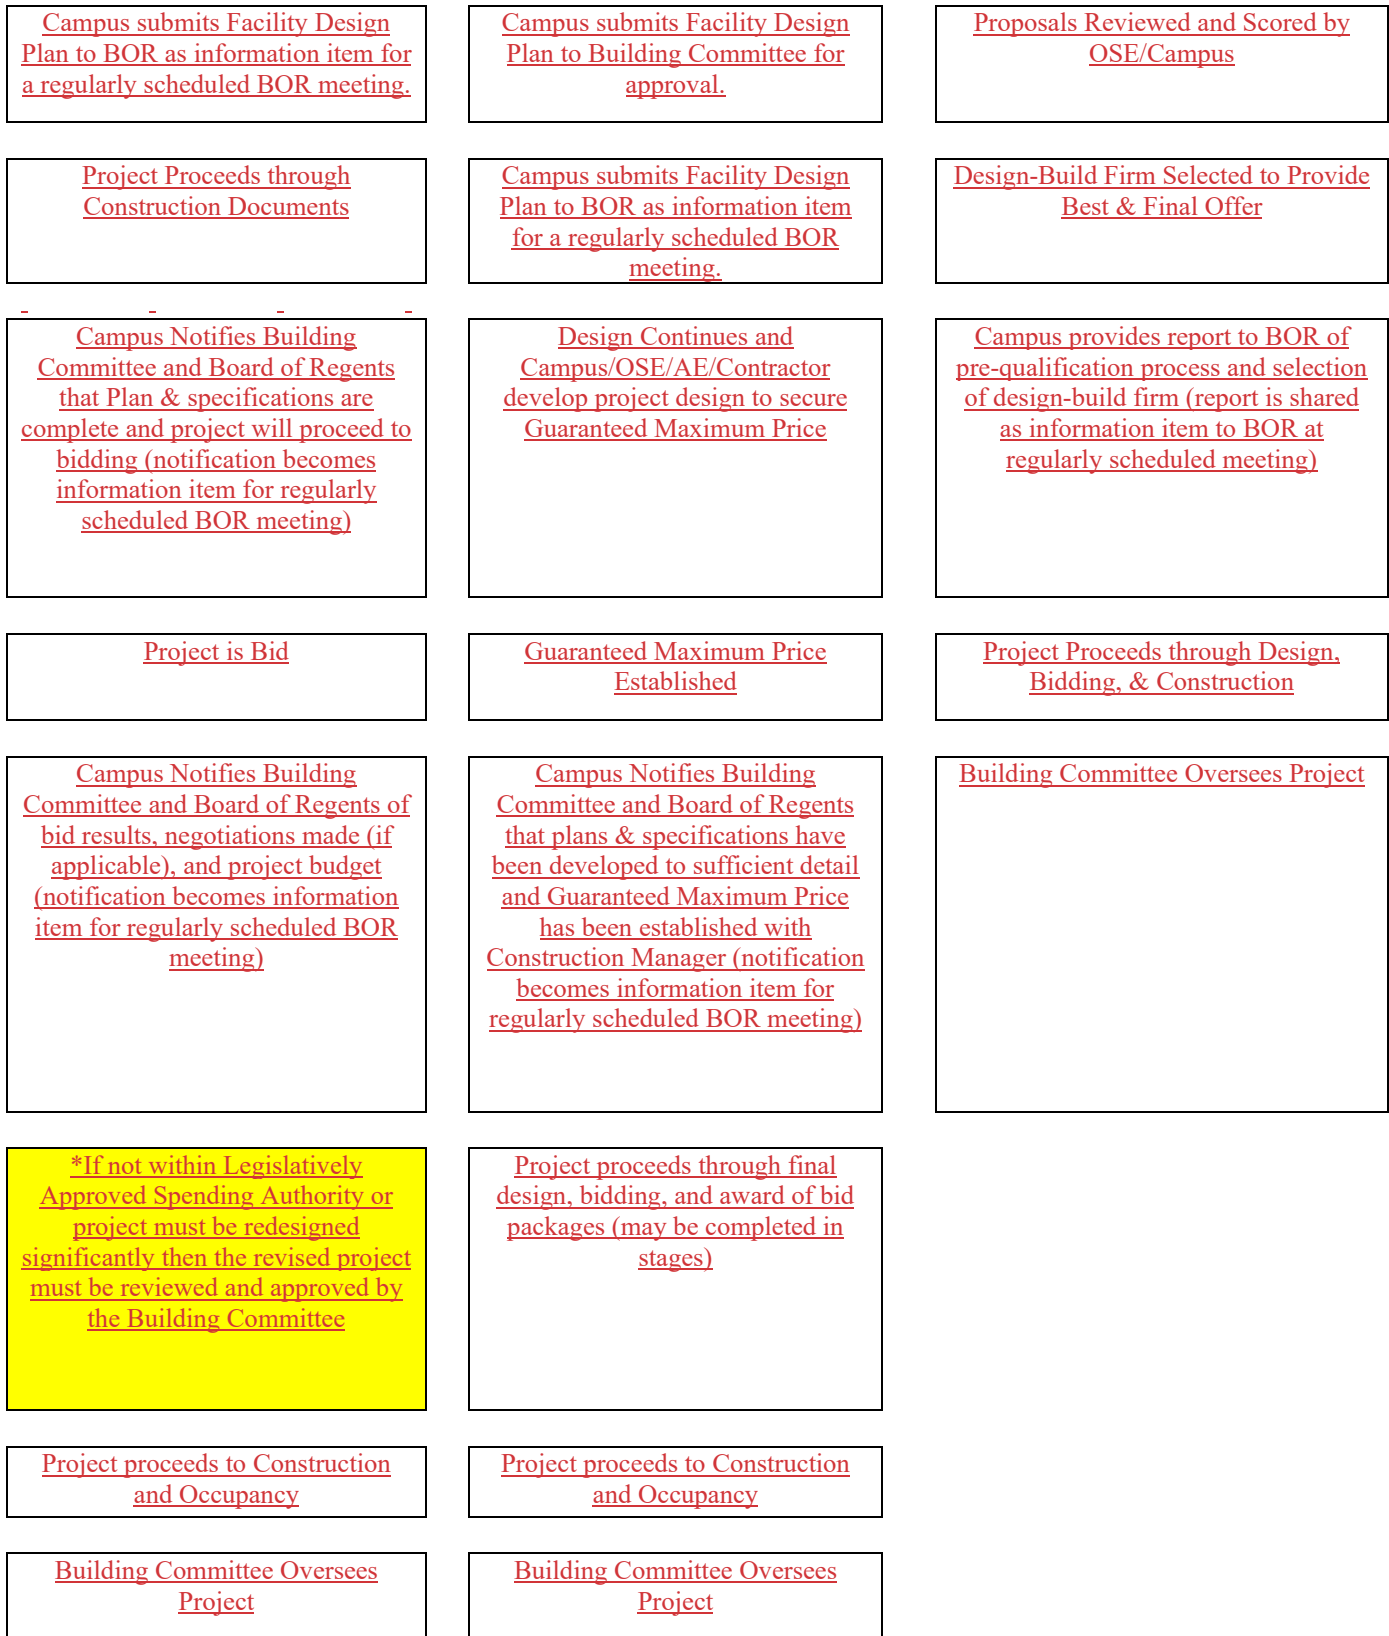 Campus submits Facility Design
Plan to BOR as information item for
a regularly scheduled BOR meeting.
Campus submits Facility Design
Plan to Building Committee for
approval.
Proposals Reviewed and Scored by
OSE/Campus
Project Proceeds through
Construction Documents
Campus submits Facility Design
Plan to BOR as information item
for a regularly scheduled BOR
meeting.
Design-Build Firm Selected to Provide
Best & Final Offer
Campus Notifies Building
Committee and Board of Regents
that Plan & specifications are
complete and project will proceed to
bidding (notification becomes
information item for regularly
scheduled BOR meeting)
Design Continues and
Campus/OSE/AE/Contractor
develop project design to secure
Guaranteed Maximum Price
Campus provides report to BOR of
pre-qualification process and selection
of design-build firm (report is shared
as information item to BOR at
regularly scheduled meeting)
Project is Bid
Guaranteed Maximum Price
Established
Project Proceeds through Design,
Bidding, & Construction
Campus Notifies Building
Committee and Board of Regents of
bid results, negotiations made (if
applicable), and project budget
(notification becomes information
item for regularly scheduled BOR
meeting)
Campus Notifies Building
Committee and Board of Regents
that plans & specifications have
been developed to sufficient detail
and Guaranteed Maximum Price
has been established with
Construction Manager (notification
becomes information item for
regularly scheduled BOR meeting)
Building Committee Oversees Project
*If not within Legislatively
Approved Spending Authority or
project must be redesigned
significantly then the revised project
must be reviewed and approved by
the Building Committee
Project proceeds through final
design, bidding, and award of bid
packages (may be completed in
stages)
Project proceeds to Construction
and Occupancy
Project proceeds to Construction
and Occupancy
Building Committee Oversees
Project
Building Committee Oversees
Project